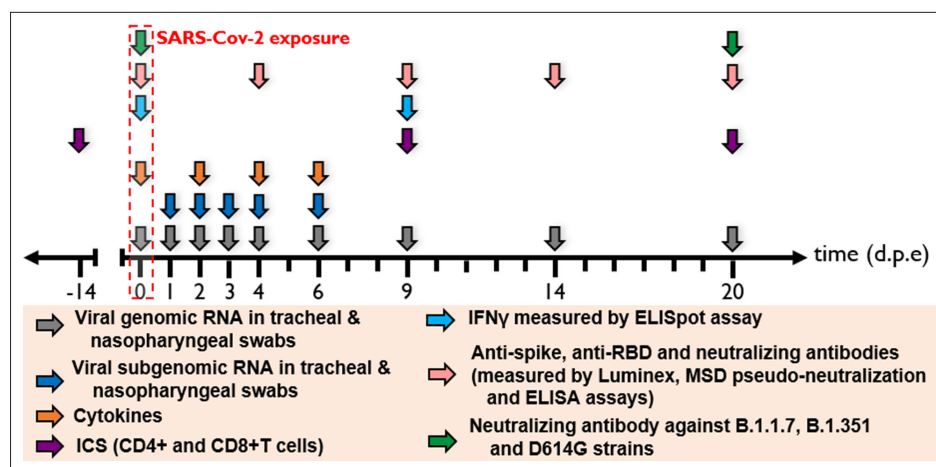 SARS-Cov-2 exposure
time (d.p.e)
-14 0 1 2 3 4 6 9 14 20
Viral genomic RNA in tracheal &
nasopharyngeal swabs
Viral subgenomic RNA in tracheal &
nasopharyngeal swabs
Cytokines
ICS (CD4+ and CD8+T cells)
IFNγ measured by ELISpot assay
Anti-spike, anti-RBD and neutralizing antibodies
(measured by Luminex, MSD pseudo-neutralization
and ELISA assays)
Neutralizing antibody against B.1.1.7, B.1.351
and D614G strains